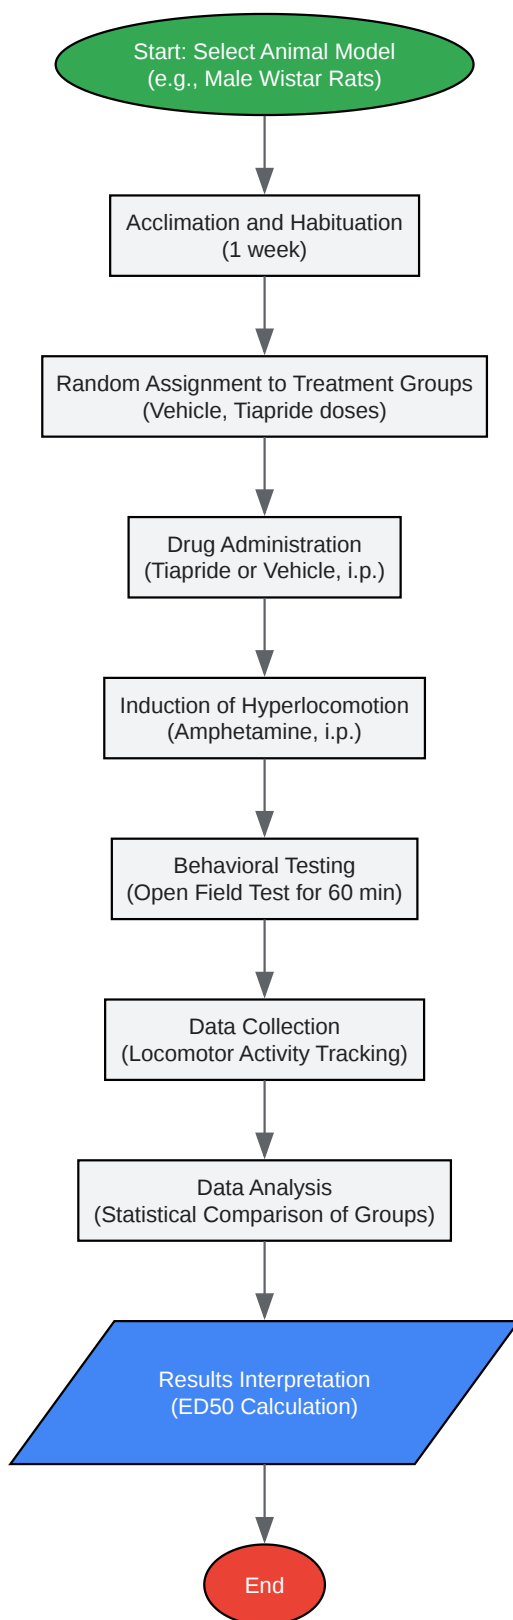 Start: Select Animal Model
(e.g., Male Wistar Rats)
Acclimation and Habituation
(1 week)
Random Assignment to Treatment Groups
(Vehicle, Tiapride doses)
Drug Administration
(Tiapride or Vehicle, i.p.)
Induction of Hyperlocomotion
(Amphetamine, i.p.)
Behavioral Testing
(Open Field Test for 60 min)
Data Collection
(Locomotor Activity Tracking)
Data Analysis
(Statistical Comparison of Groups)
Results Interpretation
(ED50 Calculation)
End